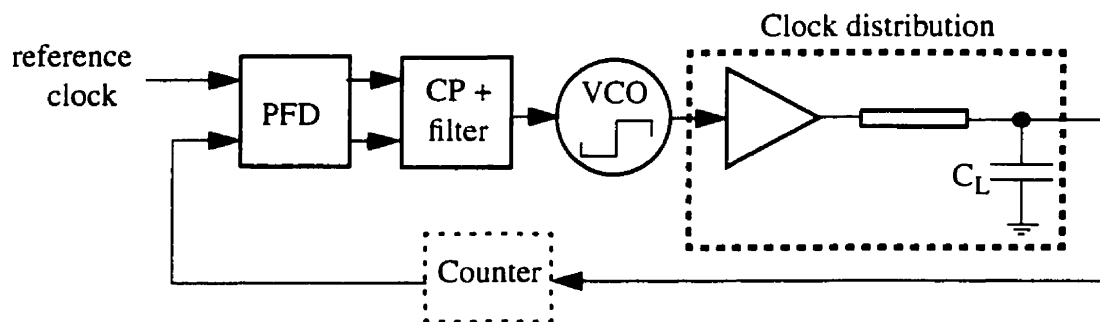 Clock distribution
reference
clock
PFD
CP +
filter
VCO
C_L
Counter